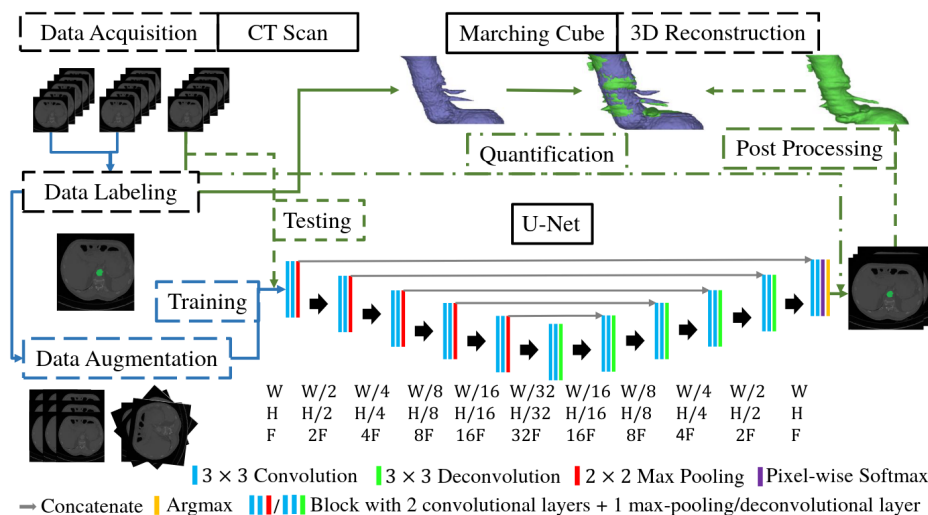 Data Acquisition CT Scan Marching Cube 3D Reconstruction
Quantification Post Processing
Data Labeling
Testing U-Net
Training
Data Augmentation
W W/2 W/4 W/8 W/16 W/32 W/16 W/8 W/4 W/2 W
H H/2 H/4 H/8 H/16 H/32 H/16 H/8 H/4 H/2 H
F 2F 4F 8F 16F 32F 16F 8F 4F 2F F
3 × 3 Convolution 3 × 3 Deconvolution 2 × 2 Max Pooling Pixel-wise Softmax
Concatenate Argmax / Block with 2 convolutional layers + 1 max-pooling/deconvolutional layer